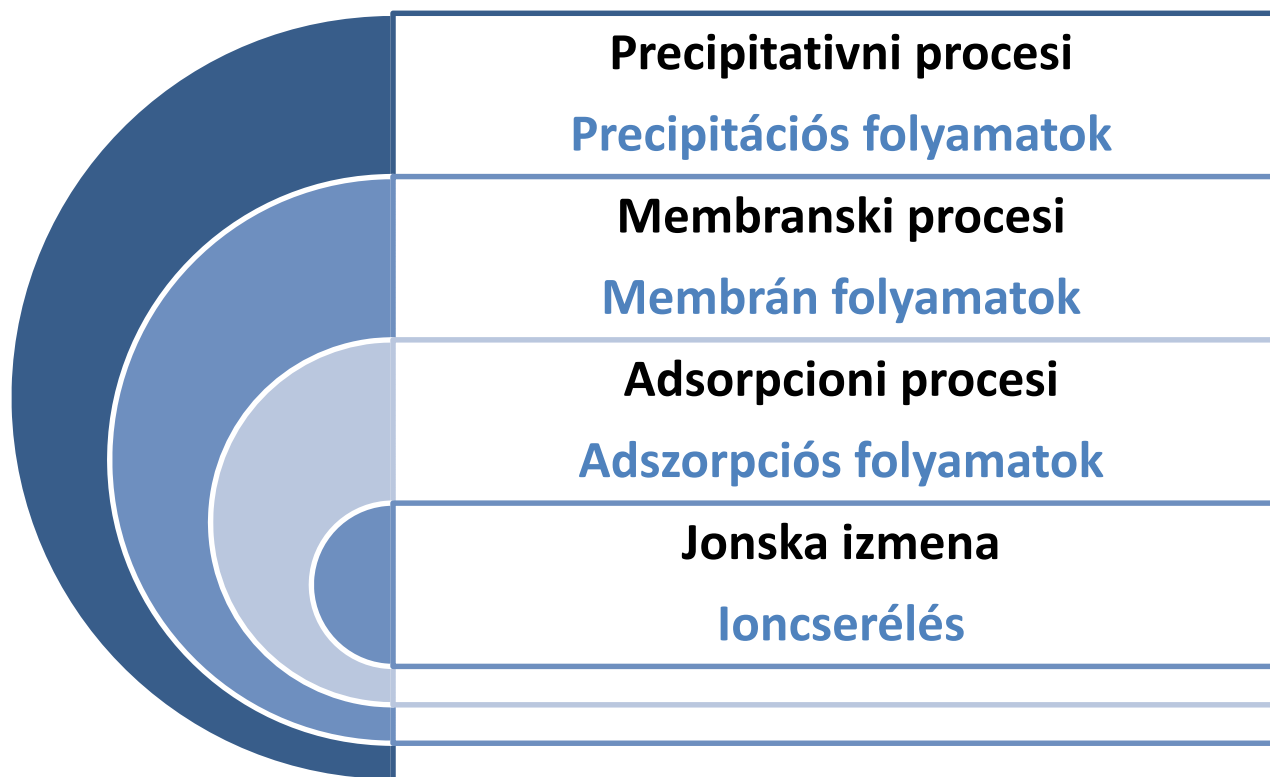 Precipitativni procesi
Precipitációs folyamatok
Membranski procesi
Membrán folyamatok
Adsorpcioni procesi
Adszorpciós folyamatok
Jonska izmena
Ioncserélés